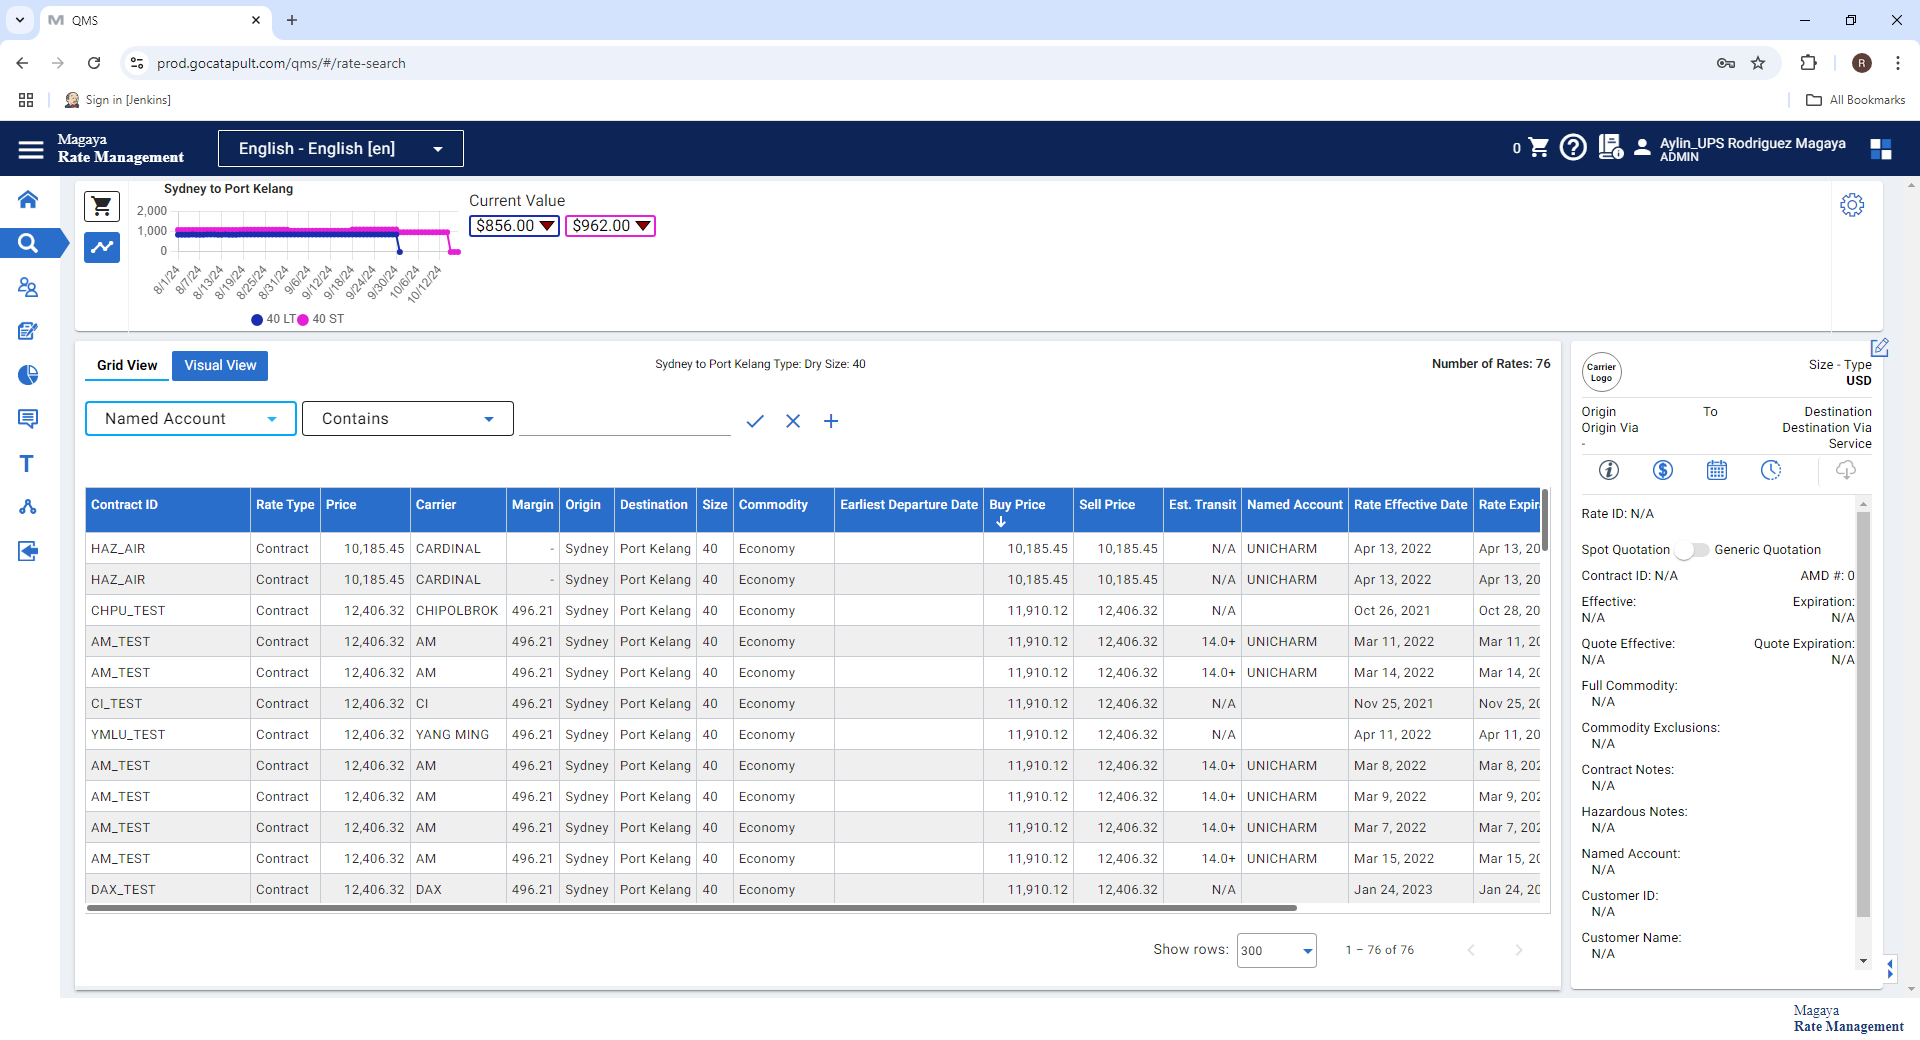 QMS
prod.gocatapult.com/qms/#/rate-search
R
Sign in [Jenkins]
All Bookmarks
Magaya
Rate Management
English - English [en]
0
Aylin_UPS Rodriguez Magaya
ADMIN
Sydney to Port Kelang
2,000
1,000
0
8/1/24 8/7/24 8/13/24 8/19/24 8/25/24 8/31/24 9/6/24 9/12/24 9/18/24 9/24/24 9/30/24 10/6/24 10/12/24
40 LT 40 ST
Current Value
$856.00 $962.00
Grid View Visual View
Sydney to Port Kelang Type: Dry Size: 40
Number of Rates: 76
Named Account Contains
Contract ID Rate Type Price Carrier Margin Origin Destination Size Commodity Earliest Departure Date Buy Price Sell Price Est. Transit Named Account Rate Effective Date Rate Expir
HAZ_AIR Contract 10,185.45 CARDINAL - Sydney Port Kelang 40 Economy 10,185.45 10,185.45 N/A UNICHARM Apr 13, 2022 Apr 13, 20
HAZ_AIR Contract 10,185.45 CARDINAL - Sydney Port Kelang 40 Economy 10,185.45 10,185.45 N/A UNICHARM Apr 13, 2022 Apr 13, 20
CHPU_TEST Contract 12,406.32 CHIPOLBROK 496.21 Sydney Port Kelang 40 Economy 11,910.12 12,406.32 N/A Oct 26, 2021 Oct 28, 20
AM_TEST Contract 12,406.32 AM 496.21 Sydney Port Kelang 40 Economy 11,910.12 12,406.32 14.0+ UNICHARM Mar 11, 2022 Mar 11, 20
AM_TEST Contract 12,406.32 AM 496.21 Sydney Port Kelang 40 Economy 11,910.12 12,406.32 14.0+ UNICHARM Mar 14, 2022 Mar 14, 20
CI_TEST Contract 12,406.32 CI 496.21 Sydney Port Kelang 40 Economy 11,910.12 12,406.32 N/A Nov 25, 2021 Nov 25, 20
YMLU_TEST Contract 12,406.32 YANG MING 496.21 Sydney Port Kelang 40 Economy 11,910.12 12,406.32 N/A Apr 11, 2022 Apr 11, 20
AM_TEST Contract 12,406.32 AM 496.21 Sydney Port Kelang 40 Economy 11,910.12 12,406.32 14.0+ UNICHARM Mar 8, 2022 Mar 8, 202
AM_TEST Contract 12,406.32 AM 496.21 Sydney Port Kelang 40 Economy 11,910.12 12,406.32 14.0+ UNICHARM Mar 9, 2022 Mar 9, 202
AM_TEST Contract 12,406.32 AM 496.21 Sydney Port Kelang 40 Economy 11,910.12 12,406.32 14.0+ UNICHARM Mar 7, 2022 Mar 7, 202
AM_TEST Contract 12,406.32 AM 496.21 Sydney Port Kelang 40 Economy 11,910.12 12,406.32 14.0+ UNICHARM Mar 15, 2022 Mar 15, 20
DAX_TEST Contract 12,406.32 DAX 496.21 Sydney Port Kelang 40 Economy 11,910.12 12,406.32 N/A Jan 24, 2023 Jan 24, 20
Show rows: 300 1 – 76 of 76
Carrier
Logo
Size - Type
USD
Origin To Destination
Origin Via Destination Via
- Service
Rate ID: N/A
Spot Quotation Generic Quotation
Contract ID: N/A AMD #: 0
Effective: Expiration:
N/A N/A
Quote Effective: Quote Expiration:
N/A N/A
Full Commodity:
N/A
Commodity Exclusions:
N/A
Contract Notes:
N/A
Hazardous Notes:
N/A
Named Account:
N/A
Customer ID:
N/A
Customer Name:
N/A
Magaya
Rate Management